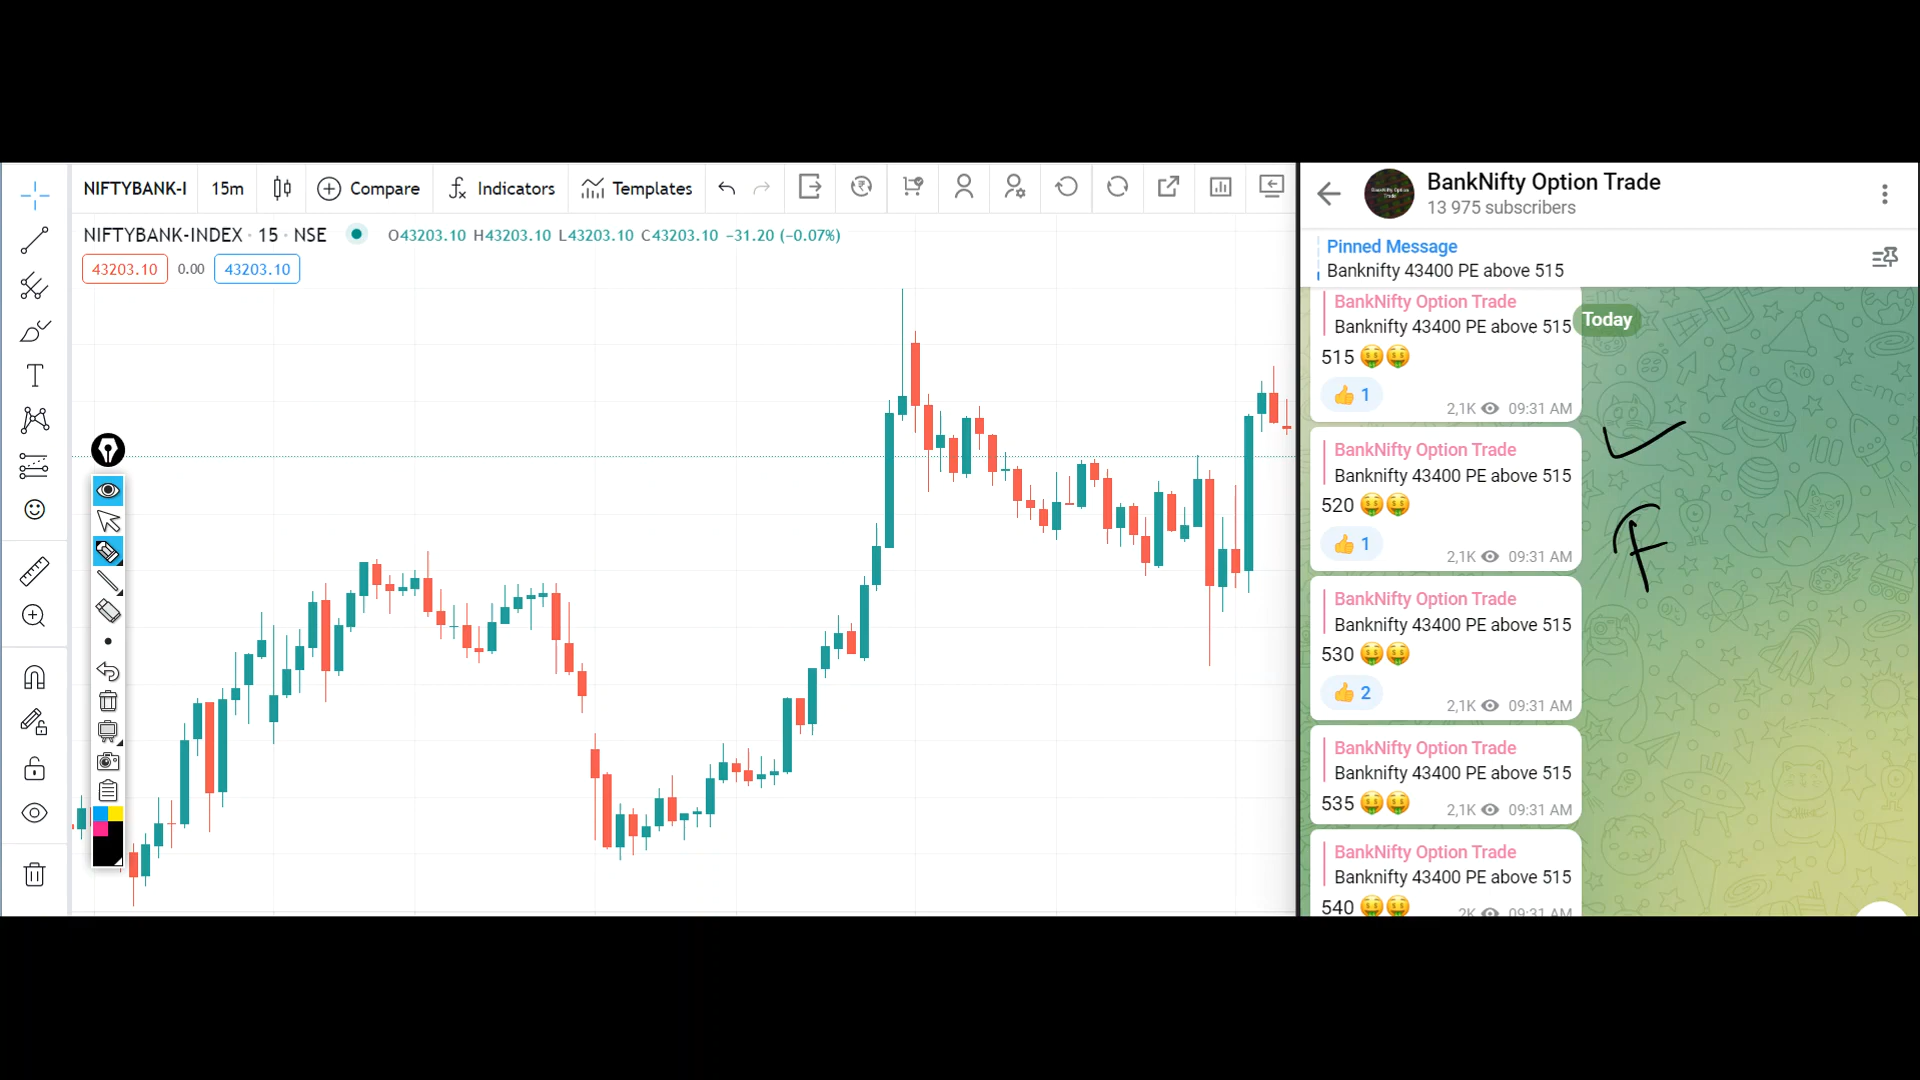 NIFTYBANK-I 15m Compare Indicators Templates
NIFTYBANK-INDEX · 15 · NSE O43203.10 H43203.10 L43203.10 C43203.10 −31.20 (−0.07%)
43203.10 0.00 43203.10
BankNifty Option Trade
13 975 subscribers
Pinned Message
Banknifty 43400 PE above 515
Today
BankNifty Option Trade
Banknifty 43400 PE above 515
515 🤑🤑
👍 1
2,1K 09:31 AM
BankNifty Option Trade
Banknifty 43400 PE above 515
520 🤑🤑
👍 1
2,1K 09:31 AM
BankNifty Option Trade
Banknifty 43400 PE above 515
530 🤑🤑
👍 2
2,1K 09:31 AM
BankNifty Option Trade
Banknifty 43400 PE above 515
535 🤑🤑
2,1K 09:31 AM
BankNifty Option Trade
Banknifty 43400 PE above 515
540 🤑🤑
2K 09:31 AM